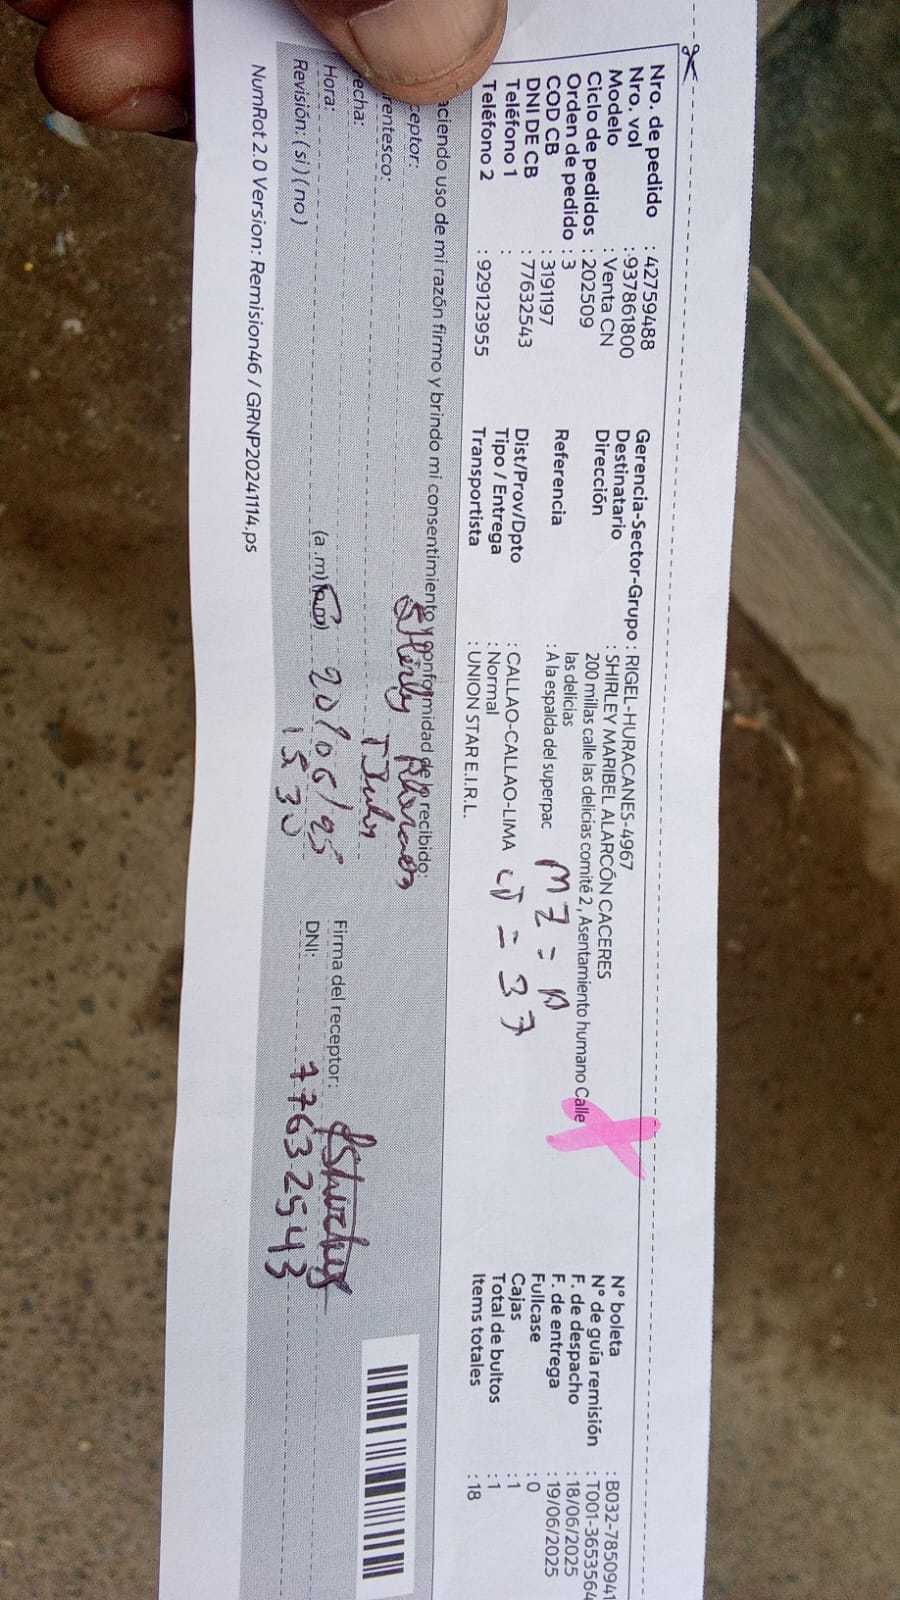 Nro. de pedido : 42759488
Nro. vol : 937861800
Modelo : Venta CN
Ciclo de pedidos : 202509
Orden de pedido : 3
COD CB : 3191197
DNI DE CB : 77632543
Teléfono 1 :
Teléfono 2 : 929123955
Gerencia-Sector-Grupo : RIGEL-HURACANES-4967
Destinatario : SHIRLEY MARIBEL ALARCÓN CACERES
Dirección 200 millas calle las delicias comité 2, Asentamiento humano Calle
las delicias
Referencia : A la espalda del superpac
MZ = A
Dist/Prov/Dpto : CALLAO-CALLAO-LIMA
= 37
Tipo / Entrega : Normal
Transportista : UNION STAR E.I.R.L.
N° boleta : B032-7850941
N° de guía remisión : T001-3653564
F. de despacho : 18/06/2025
F. de entrega : 19/06/2025
Fullcase : 0
Cajas : 1
Total de bultos : 1
Items totales : 18
aciendo uso de mi razón firmo y brindo mi consentimiento y conformidad de lo recibido:
ceptor:
rentesco:
echa: 20/06/25
Hora: (a.m) 15 30
Revisión: (si) (no)
Firma del receptor:
DNI: 77632543
NumRot 2.0 Version: Remision46 / GRNP20241114.ps